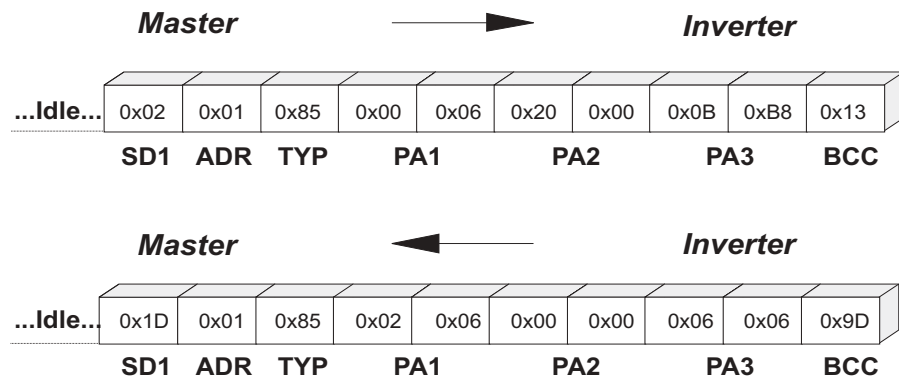 Master Inverter
...Idle... 0x02 0x01 0x85 0x00 0x06 0x20 0x00 0x0B 0xB8 0x13
SD1 ADR TYP PA1 PA2 PA3 BCC
Master Inverter
...Idle... 0x1D 0x01 0x85 0x02 0x06 0x00 0x00 0x06 0x06 0x9D
SD1 ADR TYP PA1 PA2 PA3 BCC